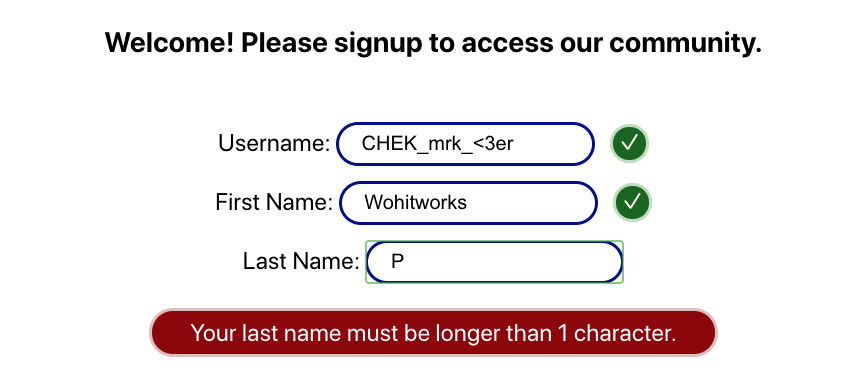 Welcome! Please signup to access our community.
Username: CHEK_mrk_<3er
First Name: Wohitworks
Last Name: P
Your last name must be longer than 1 character.